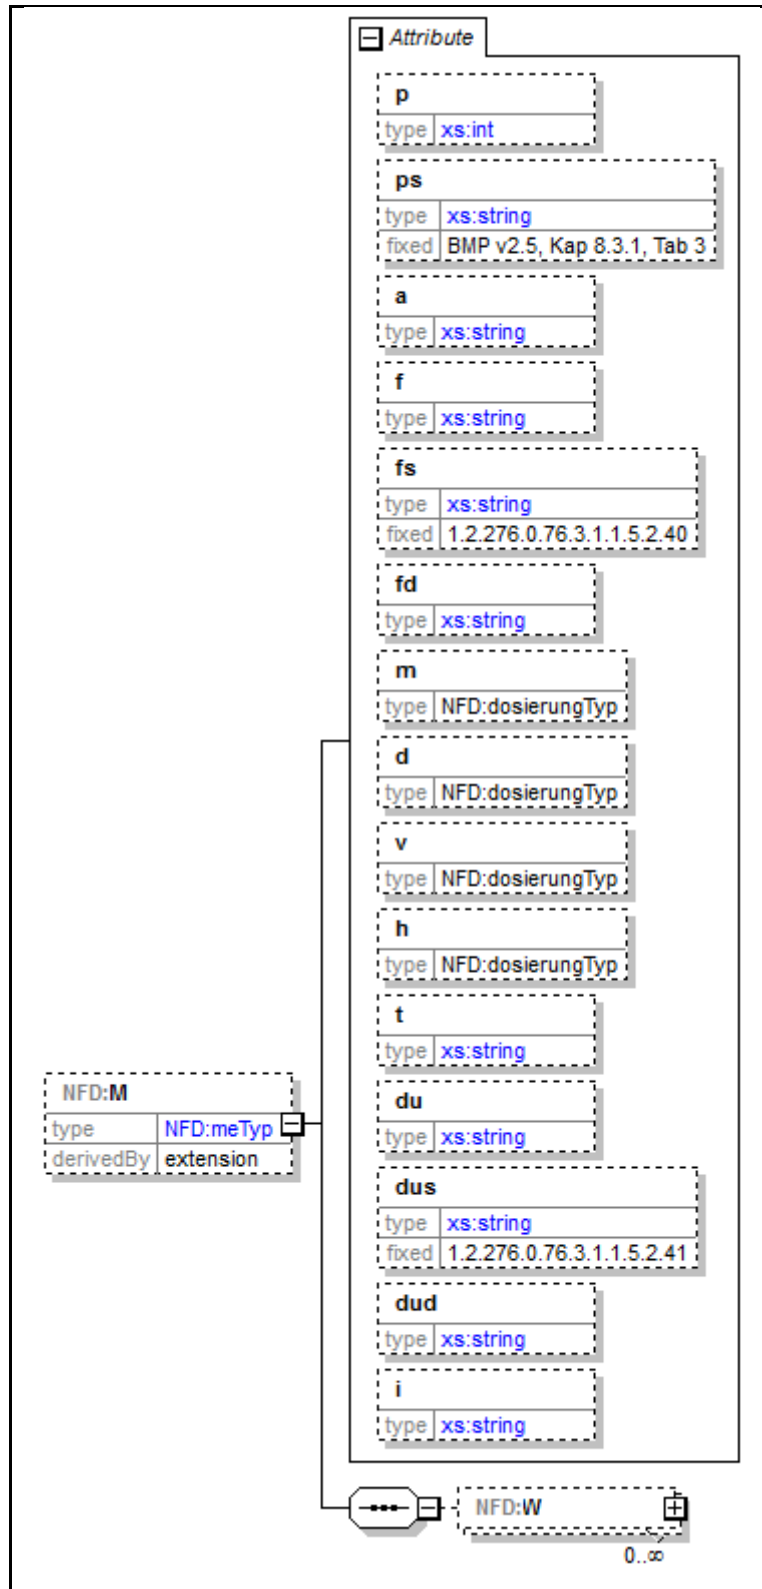 Attribute
p
type xs:int
ps
type xs:string
fixed BMP v2.5, Kap 8.3.1, Tab 3
a
type xs:string
f
type xs:string
fs
type xs:string
fixed 1.2.276.0.76.3.1.1.5.2.40
fd
type xs:string
m
type NFD:dosierungTyp
d
type NFD:dosierungTyp
v
type NFD:dosierungTyp
h
type NFD:dosierungTyp
t
type xs:string
NFD:M
type NFD:meTyp
derivedBy extension
du
type xs:string
dus
type xs:string
fixed 1.2.276.0.76.3.1.1.5.2.41
dud
type xs:string
i
type xs:string
NFD:W
0..∞